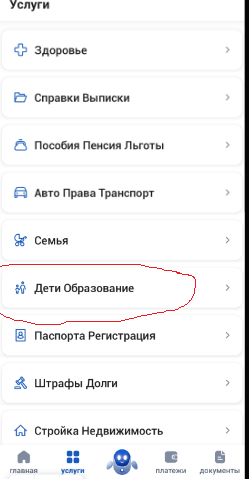 Услуги
Здоровье
Справки Выписки
Пособия Пенсия Льготы
Авто Права Транспорт
Семья
Дети Образование
Паспорта Регистрация
Штрафы Долги
Стройка Недвижимость
главная услуги платежи документы